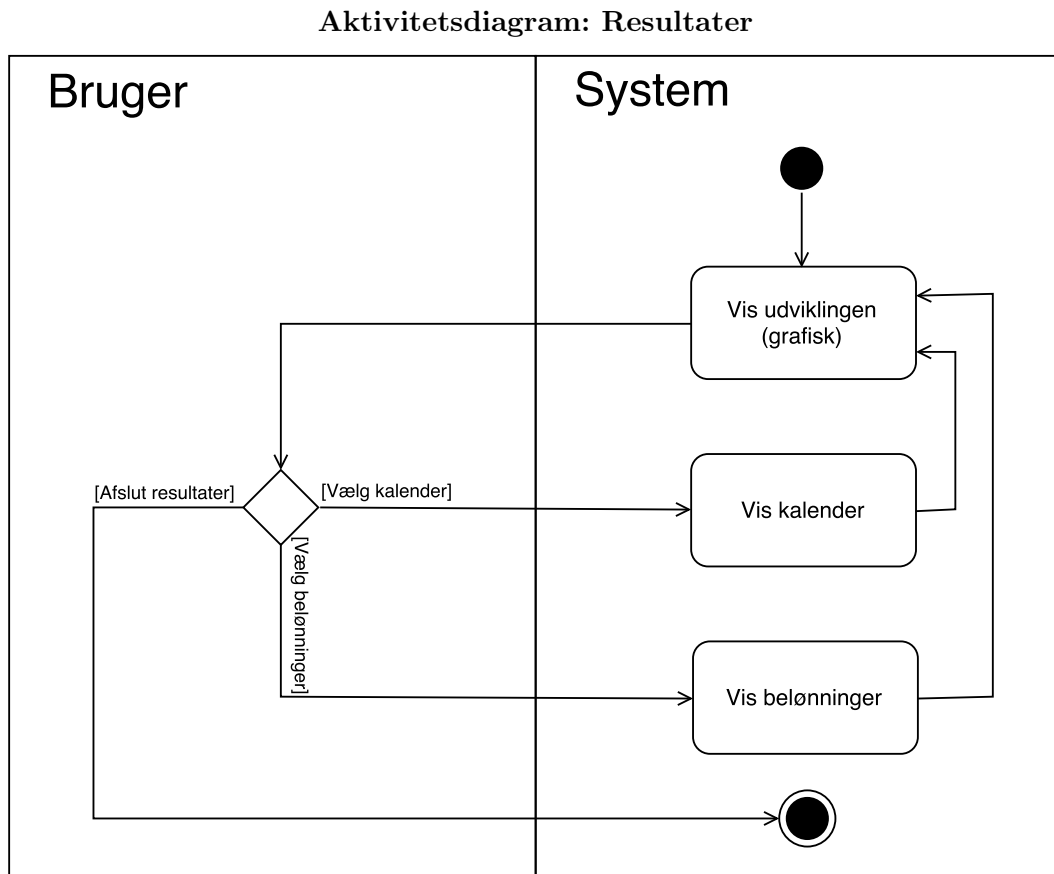 Aktivitetsdiagram: Resultater
Bruger
System
Vis udviklingen
(grafisk)
[Afslut resultater]
[Vælg kalender]
Vis kalender
[Vælg belønninger]
Vis belønninger